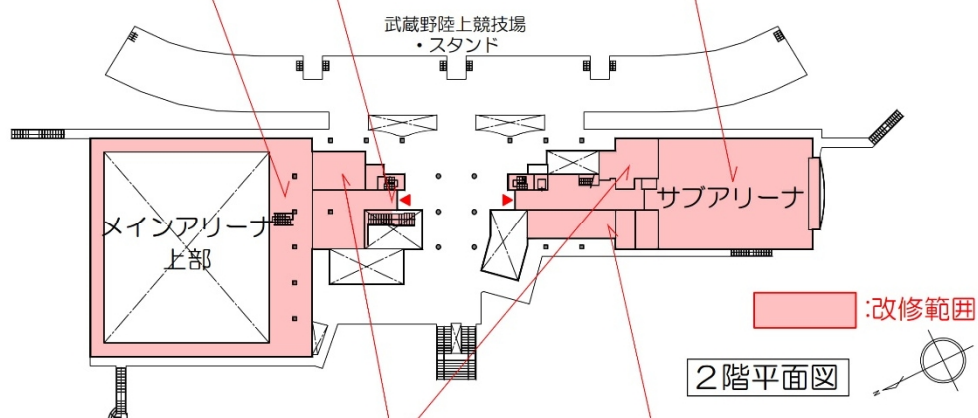 武蔵野陸上競技場
・スタンド
メインアリーナ
上部
サブアリーナ
:改修範囲
2階平面図
N